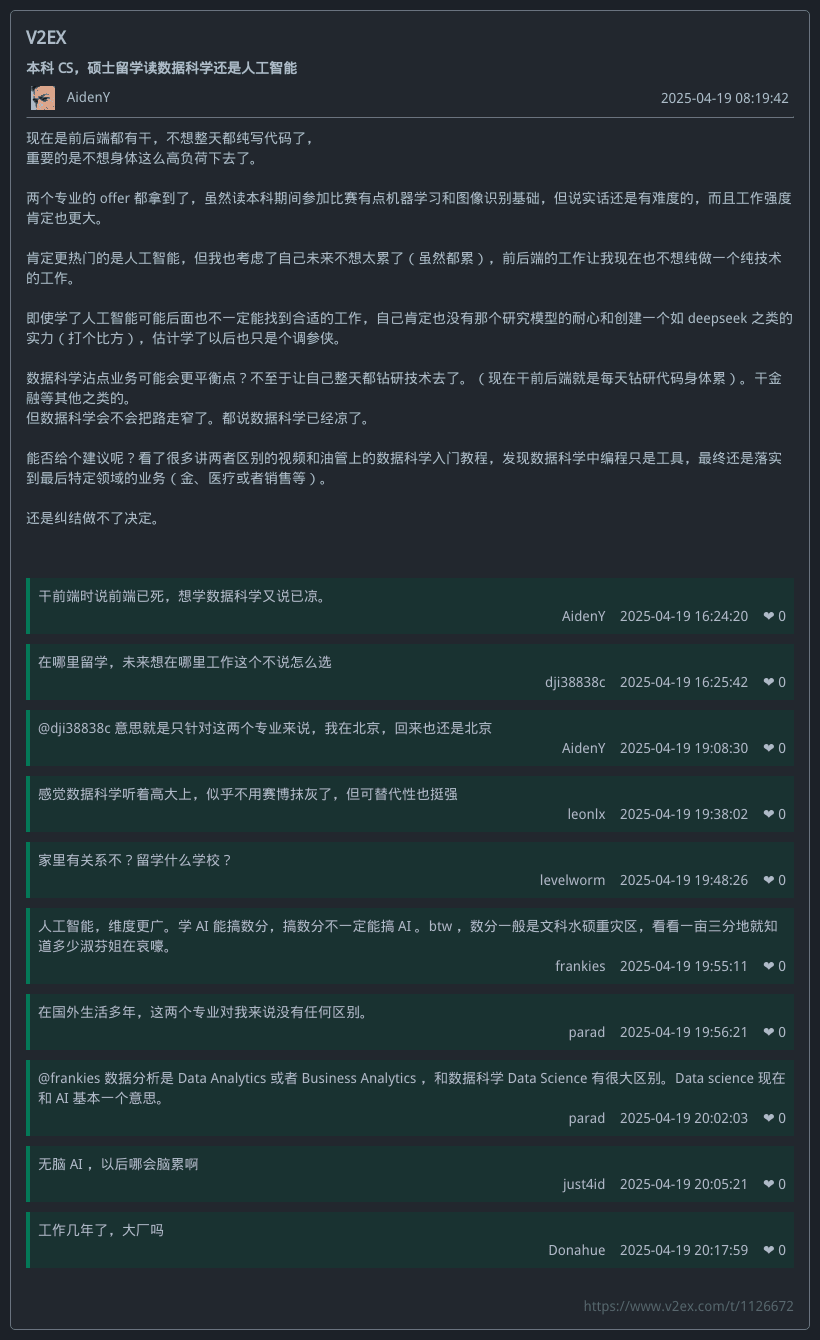 V2EX
本科 CS，硕士留学读数据科学还是人工智能
AidenY
2025-04-19 08:19:42
现在是前后端都有干，不想整天都纯写代码了，
重要的是不想身体这么高负荷下去了。
两个专业的 offer 都拿到了，虽然读本科期间参加比赛有点机器学习和图像识别基础，但说实话还是有难度的，而且工作强度
肯定也更大。
肯定更热门的是人工智能，但我也考虑了自己未来不想太累了（虽然都累），前后端的工作让我现在也不想纯做一个纯技术
的工作。
即使学了人工智能可能后面也不一定能找到合适的工作，自己肯定也没有那个研究模型的耐心和创建一个如 deepseek 之类的
实力（打个比方），估计学了以后也只是个调参侠。
数据科学沾点业务可能会更平衡点？不至于让自己整天都钻研技术去了。（现在干前后端就是每天钻研代码身体累）。干金
融等其他之类的。
但数据科学会不会把路走窄了。都说数据科学已经凉了。
能否给个建议呢？看了很多讲两者区别的视频和油管上的数据科学入门教程，发现数据科学中编程只是工具，最终还是落实
到最后特定领域的业务（金、医疗或者销售等）。
还是纠结做不了决定。
干前端时说前端已死，想学数据科学又说已凉。
AidenY 2025-04-19 16:24:20 ❤ 0
在哪里留学，未来想在哪里工作这个不说怎么选
dji38838c 2025-04-19 16:25:42 ❤ 0
@dji38838c 意思就是只针对这两个专业来说，我在北京，回来也还是北京
AidenY 2025-04-19 19:08:30 ❤ 0
感觉数据科学听着高大上，似乎不用赛博抹灰了，但可替代性也挺强
leonlx 2025-04-19 19:38:02 ❤ 0
家里有关系不？留学什么学校？
levelworm 2025-04-19 19:48:26 ❤ 0
人工智能，维度更广。学 AI 能搞数分，搞数分不一定能搞 AI 。btw ，数分一般是文科水硕重灾区，看看一亩三分地就知
道多少淑芬姐在哀嚎。
frankies 2025-04-19 19:55:11 ❤ 0
在国外生活多年，这两个专业对我来说没有任何区别。
parad 2025-04-19 19:56:21 ❤ 0
@frankies 数据分析是 Data Analytics 或者 Business Analytics ，和数据科学 Data Science 有很大区别。Data science 现在
和 AI 基本一个意思。
parad 2025-04-19 20:02:03 ❤ 0
无脑 AI ，以后哪会脑累啊
just4id 2025-04-19 20:05:21 ❤ 0
工作几年了，大厂吗
Donahue 2025-04-19 20:17:59 ❤ 0
https://www.v2ex.com/t/1126672